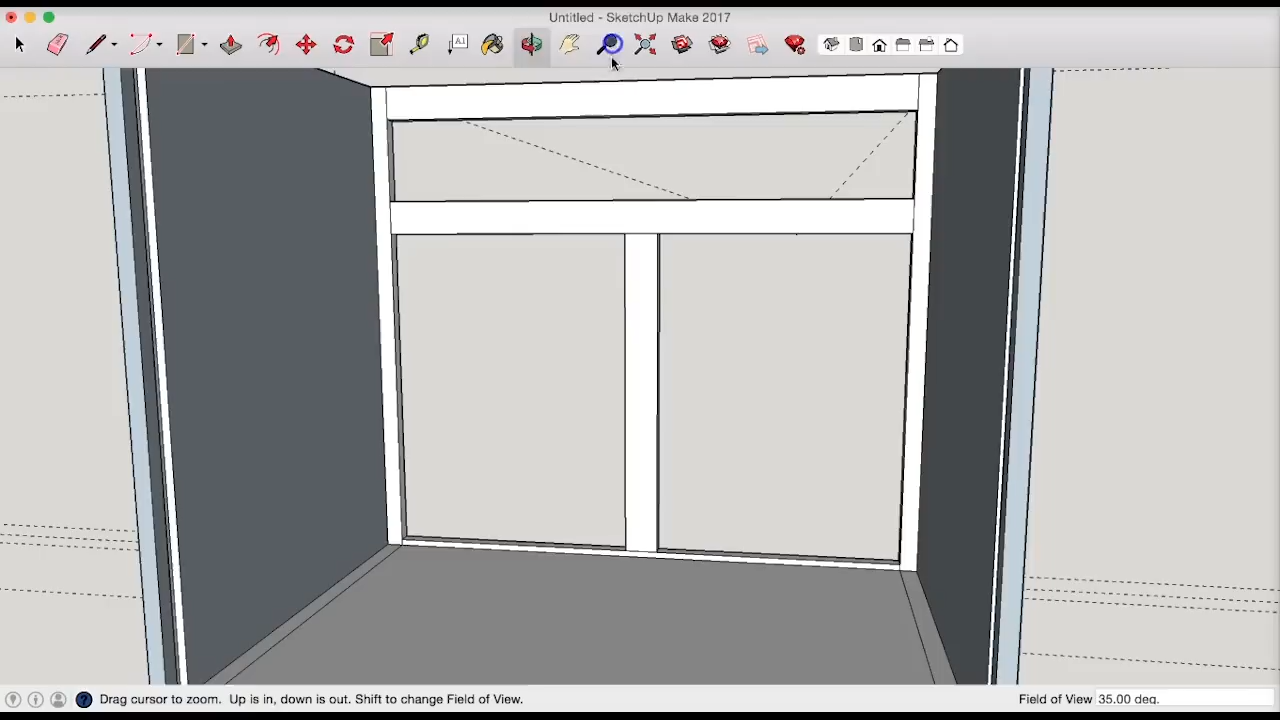 Untitled - SketchUp Make 2017
A1
Drag cursor to zoom. Up is in, down is out. Shift to change Field of View.
Field of View 35.00 deg.